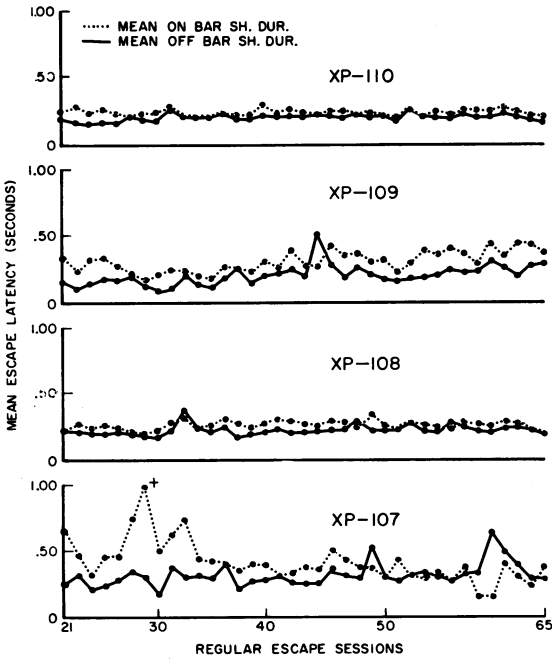 1.00
MEAN ON BAR SH. DUR.
MEAN OFF BAR SH. DUR.
.50
XP-110
0
1.00
XP-109
.50
0
1.00
XP-108
.50
0
1.00
+
XP-107
.50
0
21 30 40 50 65
REGULAR ESCAPE SESSIONS
MEAN ESCAPE LATENCY (SECONDS)